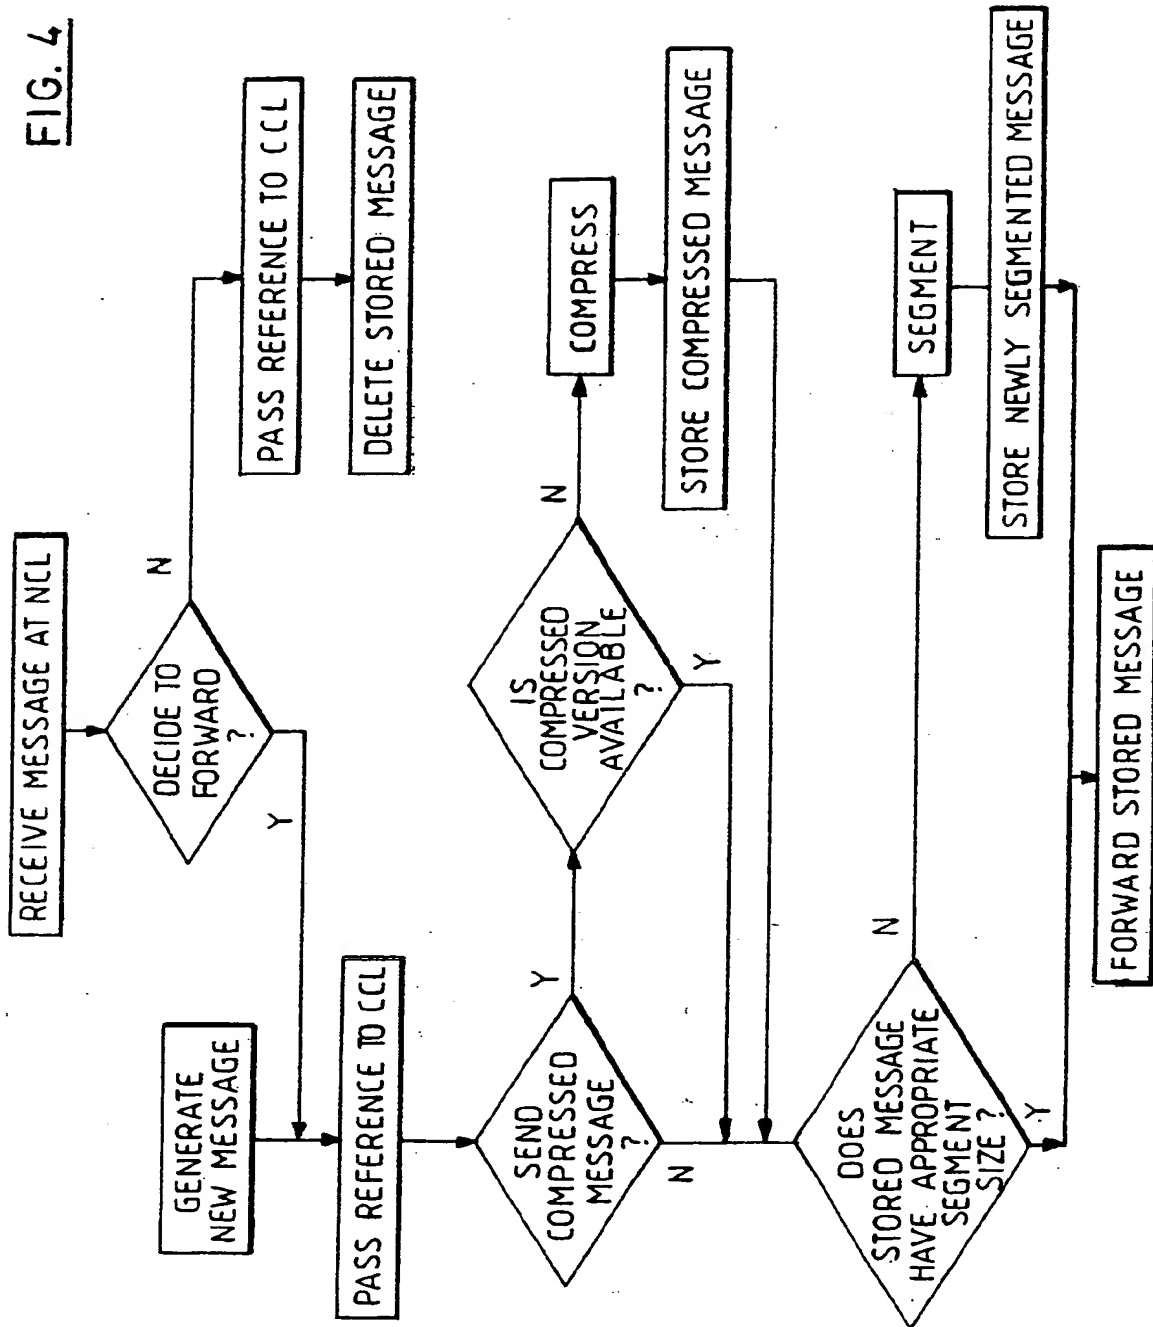 FIG. 4
RECEIVE MESSAGE AT NCL
DECIDE TO
FORWARD
?
N
Y
PASS REFERENCE TO CCL
DELETE STORED MESSAGE
GENERATE
NEW MESSAGE
PASS REFERENCE TO CCL
SEND
COMPRESSED
MESSAGE
?
Y
N
IS
COMPRESSED
VERSION
AVAILABLE
?
N
Y
COMPRESS
STORE COMPRESSED MESSAGE
DOES
STORED MESSAGE
HAVE APPROPRIATE
SEGMENT
SIZE ?
N
Y
SEGMENT
STORE NEWLY SEGMENTED MESSAGE
FORWARD STORED MESSAGE